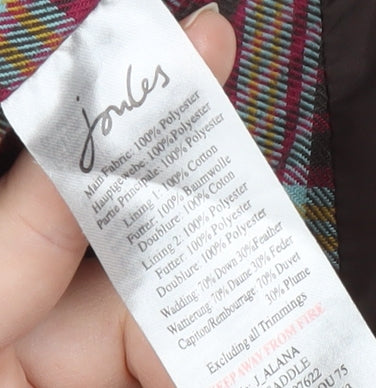 Joules
Main Fabric: 100% Polyester
Hauptgewebe: 100% Polyester
Partie Principale: 100% Polyester
Lining 1: 100% Cotton
Futter: 100% Baumwolle
Doublure: 100% Coton
Lining 2: 100% Polyester
Futter: 100% Polyester
Doublure: 100% Polyester
Wadding: 70% Down 30% Feather
Wattierung: 70% Daune 30% Feder
Caption/Rembourrage: 70% Duvet
30% Plume
Excluding all Trimmings
KEEP AWAY FROM FIRE
LALANA